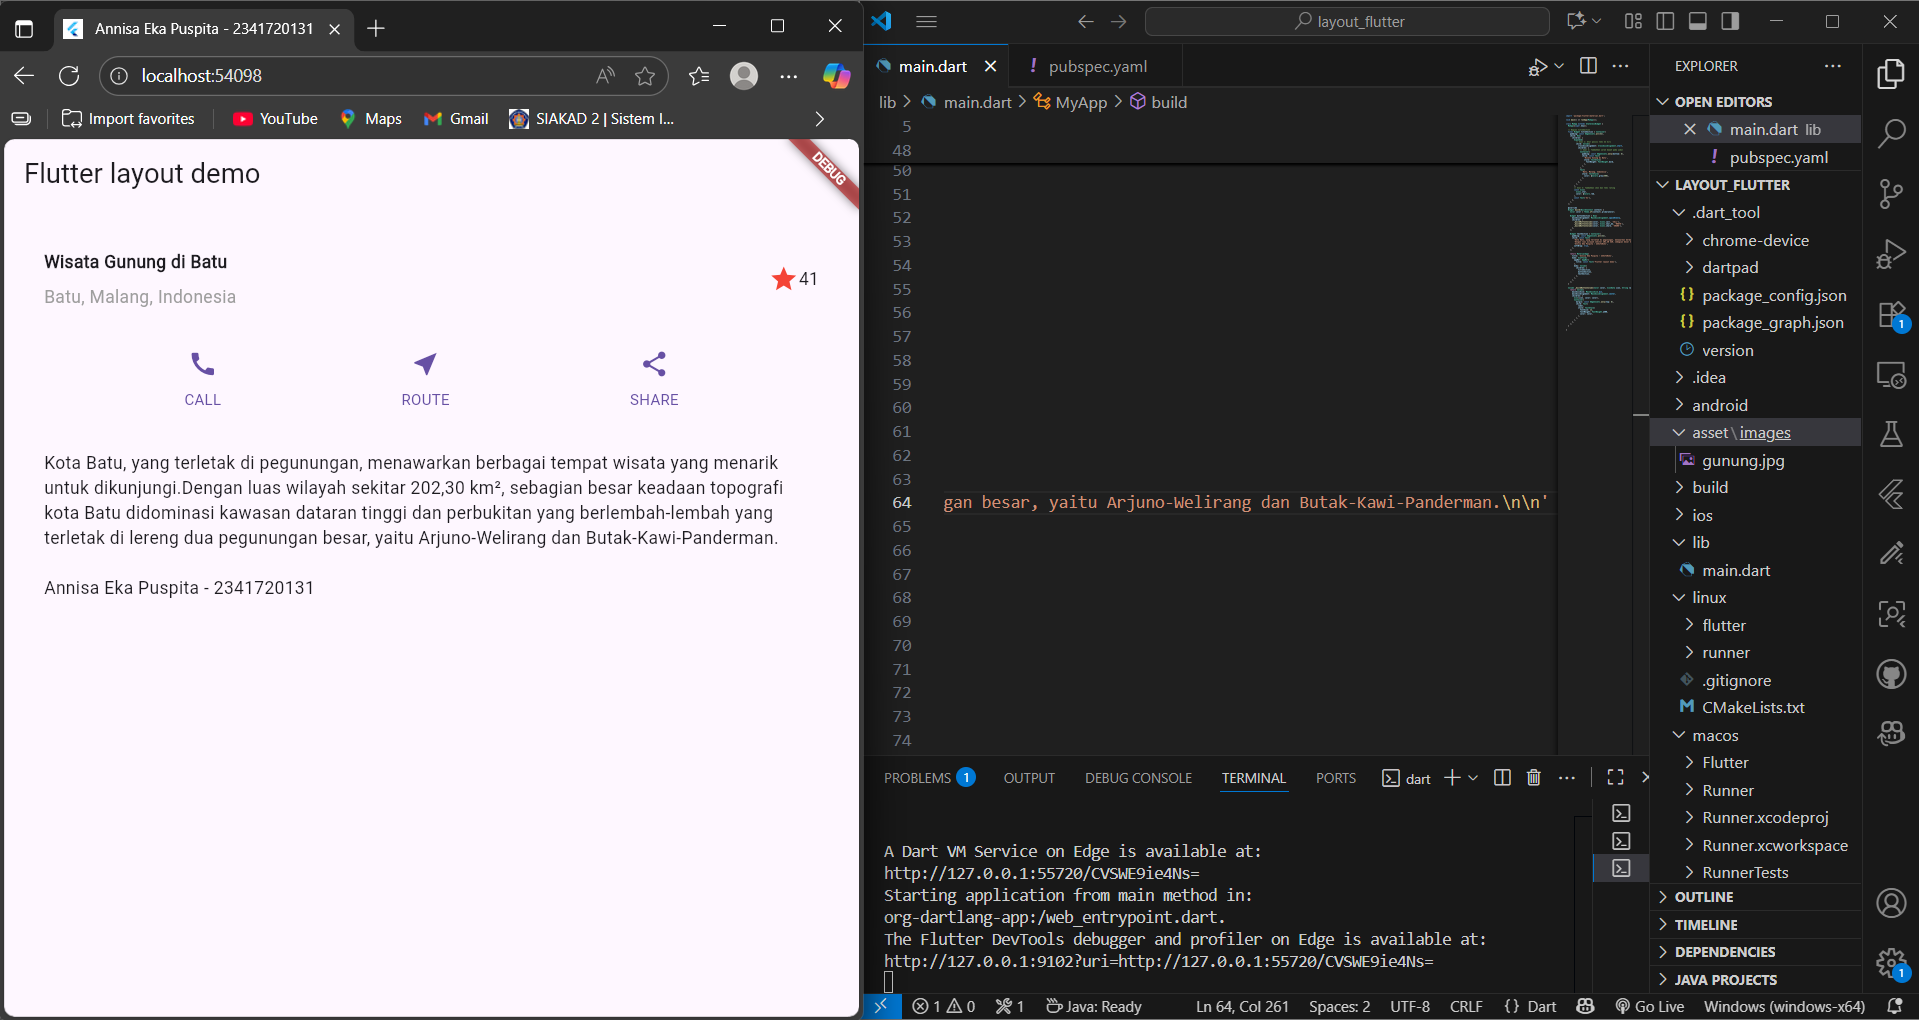 Annisa Eka Puspita - 2341720131
localhost:54098
Import favorites
YouTube
Maps
Gmail
SIAKAD 2 | Sistem I...
Flutter layout demo
DEBUG
Wisata Gunung di Batu
Batu, Malang, Indonesia
41
CALL
ROUTE
SHARE
Kota Batu, yang terletak di pegunungan, menawarkan berbagai tempat wisata yang menarik
untuk dikunjungi.Dengan luas wilayah sekitar 202,30 km², sebagian besar keadaan topografi
kota Batu didominasi kawasan dataran tinggi dan perbukitan yang berlembah-lembah yang
terletak di lereng dua pegunungan besar, yaitu Arjuno-Welirang dan Butak-Kawi-Panderman.
Annisa Eka Puspita - 2341720131
layout_flutter
main.dart
! pubspec.yaml
lib > main.dart > MyApp > build
5
48
50
51
52
53
54
55
56
57
58
59
60
61
62
63
64 gan besar, yaitu Arjuno-Welirang dan Butak-Kawi-Panderman.\n\n'
65
66
67
68
69
70
71
72
73
74
PROBLEMS 1
OUTPUT
DEBUG CONSOLE
TERMINAL
PORTS
dart
A Dart VM Service on Edge is available at:
http://127.0.0.1:55720/CVSWE9ie4Ns=
Starting application from main method in:
org-dartlang-app:/web_entrypoint.dart.
The Flutter DevTools debugger and profiler on Edge is available at:
http://127.0.0.1:9102?uri=http://127.0.0.1:55720/CVSWE9ie4Ns=
EXPLORER
OPEN EDITORS
main.dart lib
! pubspec.yaml
LAYOUT_FLUTTER
.dart_tool
chrome-device
dartpad
{} package_config.json
{} package_graph.json
version
.idea
android
asset\images
gunung.jpg
build
ios
lib
main.dart
linux
flutter
runner
.gitignore
M CMakeLists.txt
macos
Flutter
Runner
Runner.xcodeproj
Runner.xcworkspace
RunnerTests
OUTLINE
TIMELINE
DEPENDENCIES
JAVA PROJECTS
1
1
1 0
1
Java: Ready
Ln 64, Col 261
Spaces: 2
UTF-8
CRLF
{} Dart
Go Live
Windows (windows-x64)